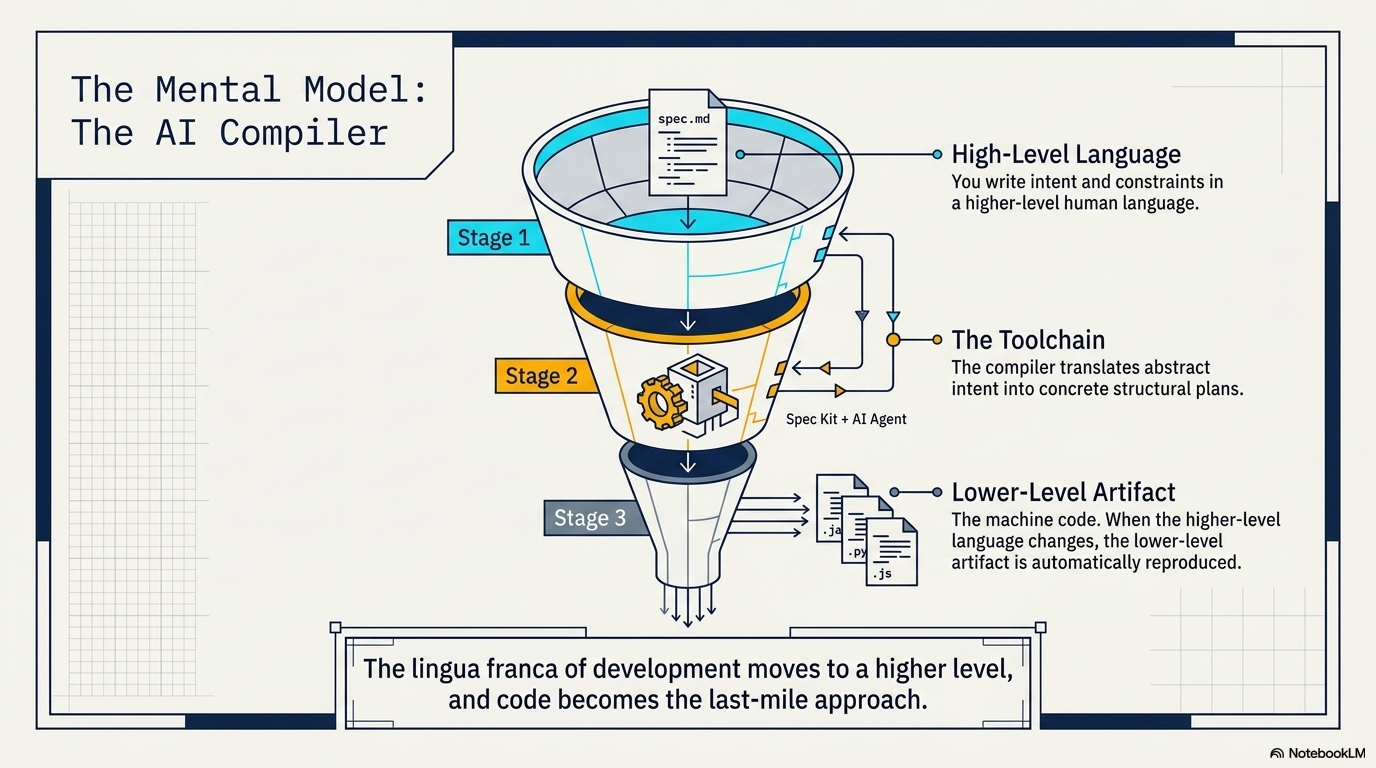 The Mental Model:
The AI Compiler
spec.md
High-Level Language
You write intent and constraints in
a higher-level human language.
Stage 1
The Toolchain
The compiler translates abstract
intent into concrete structural plans.
Stage 2
Spec Kit + AI Agent
Lower-Level Artifact
The machine code. When the higher-level
language changes, the lower-level
artifact is automatically reproduced.
Stage 3
.ja
.py
.js
The lingua franca of development moves to a higher level,
and code becomes the last-mile approach.
NotebookLM